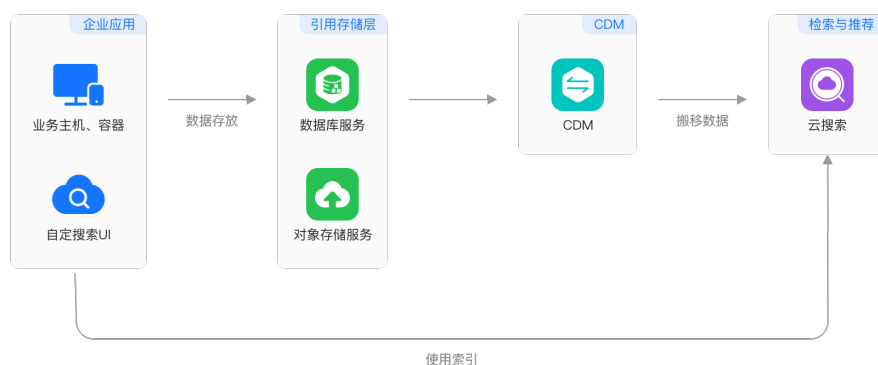 企业应用
引用存储层
CDM
检索与推荐
业务主机、容器
数据存放
数据库服务
CDM
搬移数据
云搜索
自定搜索UI
对象存储服务
使用索引